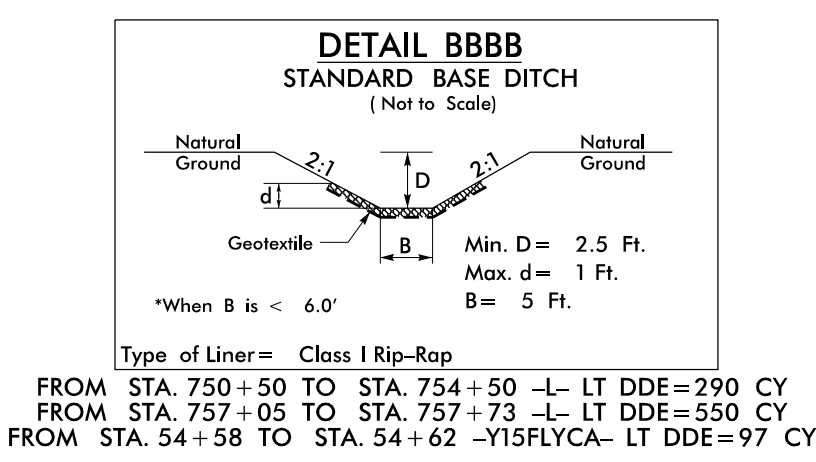 DETAIL BBBB
STANDARD BASE DITCH
( Not to Scale)
Natural
Ground
2:1
D
2:1
Natural
Ground
d
Geotextile
B
Min. D= 2.5 Ft.
Max. d= 1 Ft.
B= 5 Ft.
*When B is < 6.0'
Type of Liner= Class I Rip-Rap
FROM STA. 750+50 TO STA. 754+50 -L- LT DDE=290 CY
FROM STA. 757+05 TO STA. 757+73 -L- LT DDE=550 CY
FROM STA. 54+58 TO STA. 54+62 -Y15FLYCA- LT DDE=97 CY